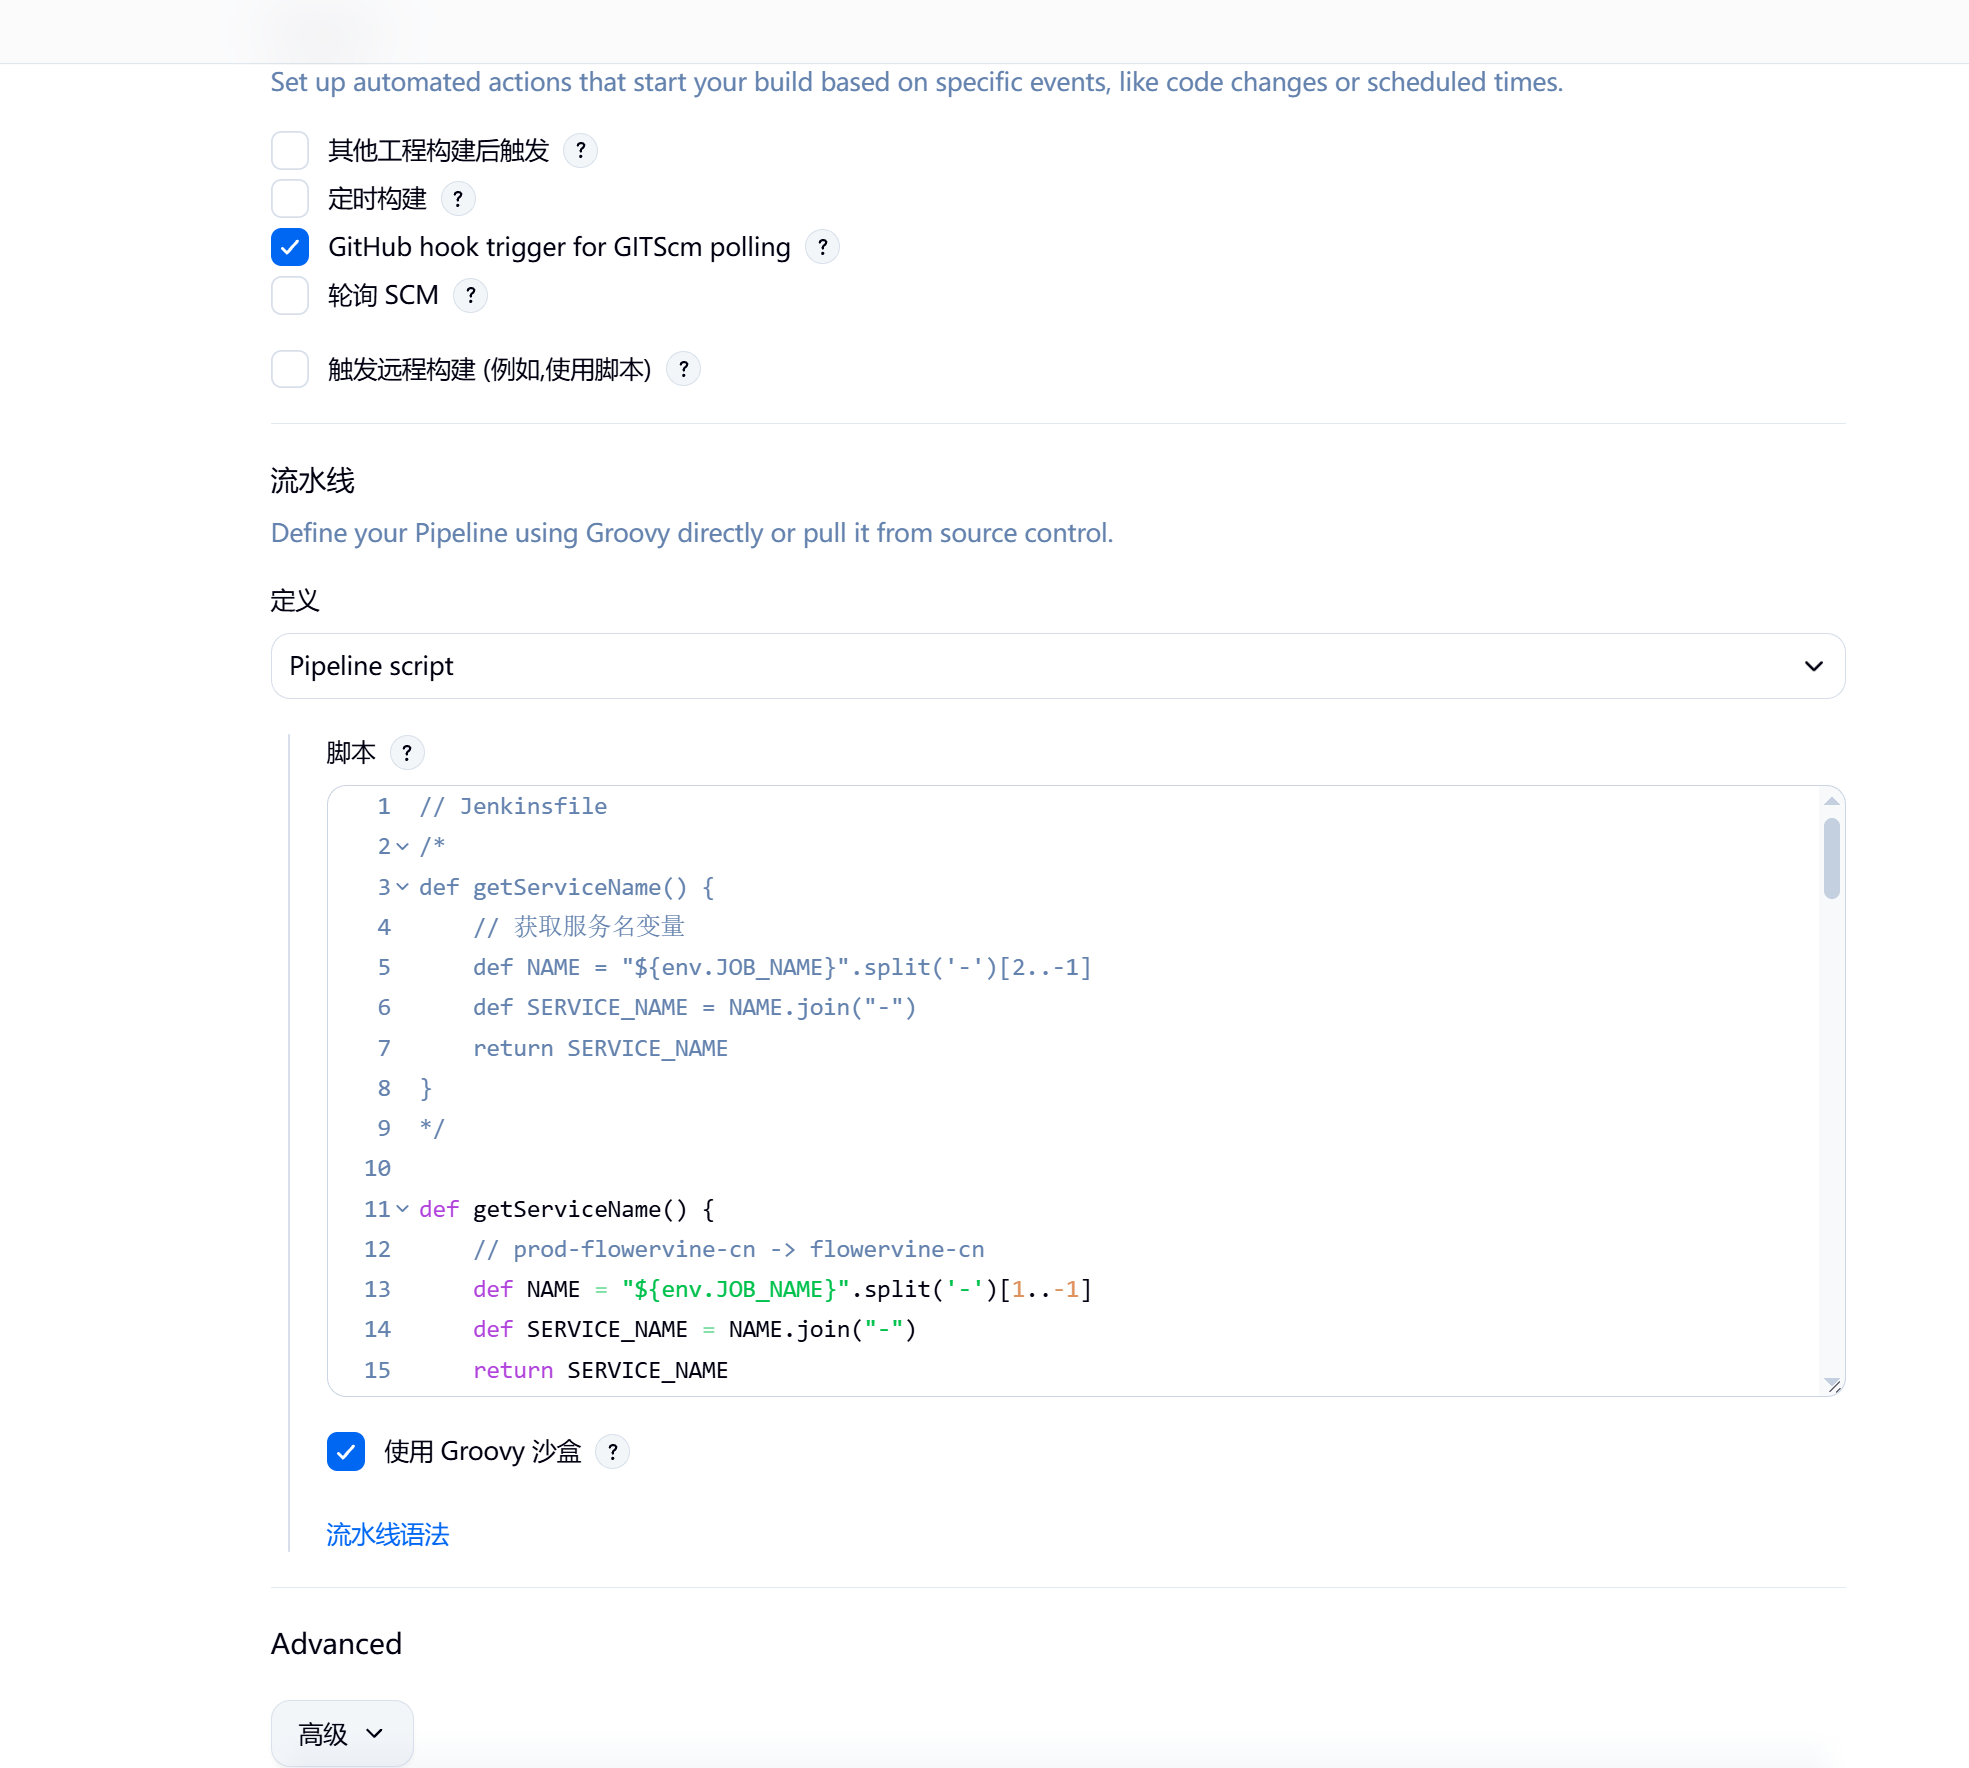 Set up automated actions that start your build based on specific events, like code changes or scheduled times.
其他工程构建后触发 ?
定时构建 ?
GitHub hook trigger for GITScm polling ?
轮询 SCM ?
触发远程构建 (例如,使用脚本) ?
流水线
Define your Pipeline using Groovy directly or pull it from source control.
定义
Pipeline script
脚本 ?
1 // Jenkinsfile
2 /*
3 def getServiceName() {
4     // 获取服务名变量
5     def NAME = "${env.JOB_NAME}".split('-')[2..-1]
6     def SERVICE_NAME = NAME.join("-")
7     return SERVICE_NAME
8 }
9 */
10
11 def getServiceName() {
12     // prod-flowervine-cn -> flowervine-cn
13     def NAME = "${env.JOB_NAME}".split('-')[1..-1]
14     def SERVICE_NAME = NAME.join("-")
15     return SERVICE_NAME
使用 Groovy 沙盒 ?
流水线语法
Advanced
高级